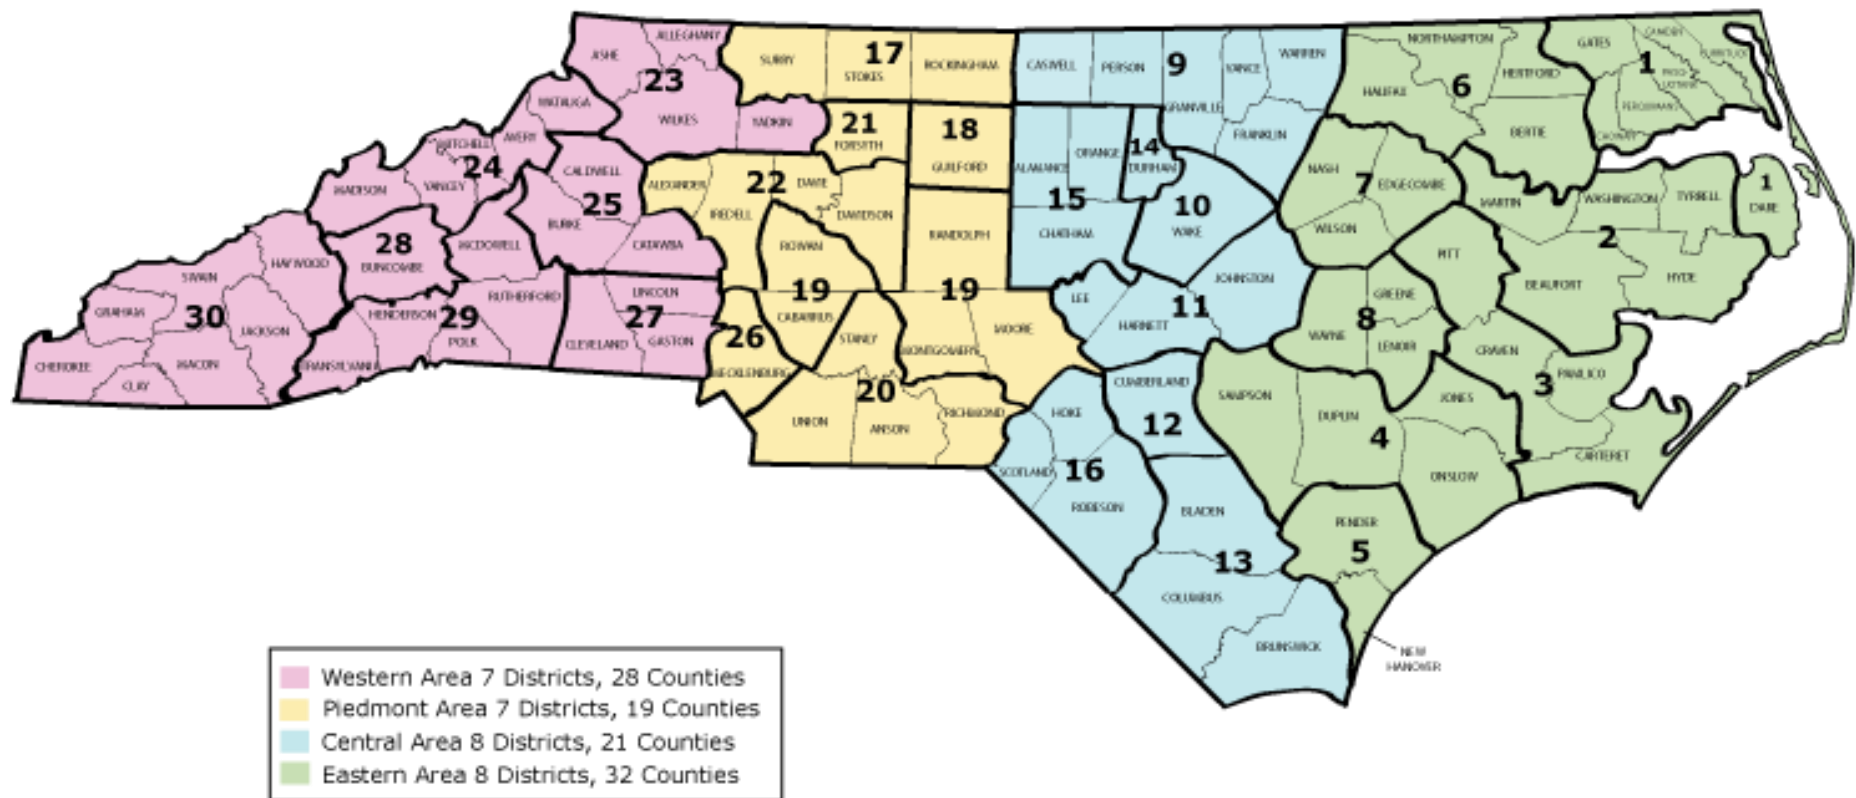 ASHE
ALLEGHANY
23
WATAUGA
WILKES
YADKIN
SURRY
17
STOKES
ROCKINGHAM
21
FORSYTH
18
GUILFORD
CASWELL
PERSON
9
VANCE
WARREN
GRANVILLE
FRANKLIN
NORTHAMPTON
GATES
1
HALIFAX
6
HERTFORD
BERTIE
PERQUIMANS
MITCHELL
AVERY
24
YANCEY
MADISON
CALDWELL
25
BURKE
CATAWBA
ALEXANDER
22
DAVIE
IREDELL
DAVIDSON
ROWAN
RANDOLPH
ALAMANCE
ORANGE
14
DURHAM
15
CHATHAM
10
WAKE
NASH
7
EDGECOMBE
WILSON
MARTIN
WASHINGTON
TYRRELL
1
DARE
2
PITT
BEAUFORT
HYDE
28
BUNCOMBE
MCDOWELL
HAYWOOD
SWAIN
GRAHAM
30
JACKSON
CHEROKEE
MACON
CLAY
HENDERSON
29
RUTHERFORD
POLK
TRANSYLVANIA
LINCOLN
27
CLEVELAND
GASTON
26
MECKLENBURG
19
CABARRUS
STANLY
19
MONTGOMERY
MOORE
LEE
HARNETT
11
JOHNSTON
GREENE
WAYNE
8
LENOIR
CRAVEN
3
PAMLICO
JONES
CARTERET
20
UNION
ANSON
RICHMOND
HOKE
CUMBERLAND
12
SAMPSON
DUPLIN
4
ONSLOW
SCOTLAND
16
ROBESON
BLADEN
13
COLUMBUS
BRUNSWICK
PENDER
5
NEW
HANOVER
Western Area 7 Districts, 28 Counties
Piedmont Area 7 Districts, 19 Counties
Central Area 8 Districts, 21 Counties
Eastern Area 8 Districts, 32 Counties